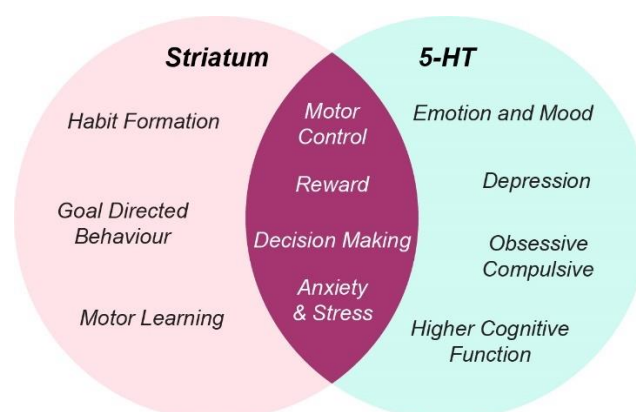 Striatum
5-HT
Habit Formation
Goal Directed
Behaviour
Motor Learning
Motor
Control
Reward
Decision Making
Anxiety
& Stress
Emotion and Mood
Depression
Obsessive
Compulsive
Higher Cognitive
Function